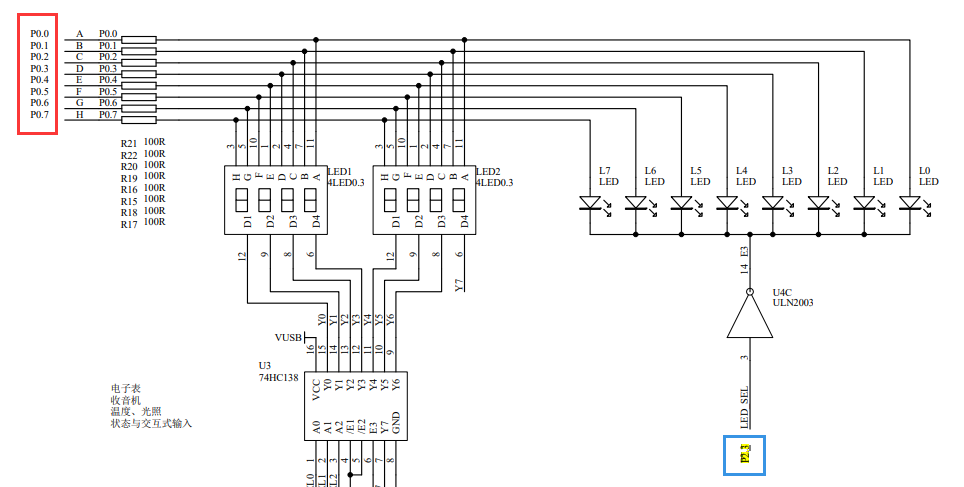 P0.0 A P0.0
P0.1 B P0.1
P0.2 C P0.2
P0.3 D P0.3
P0.4 E P0.4
P0.5 F P0.5
P0.6 G P0.6
P0.7 H P0.7
R21 100R
R22 100R
R20 100R
R19 100R
R16 100R
R15 100R
R18 100R
R17 100R
3 5 10 1 2 4 7 11
H G F E D C B A
LED1
4LED0.3
D1 D2 D3 D4
12 9 8 6
3 5 10 1 2 4 7 11
H G F E D C B A
LED2
4LED0.3
D1 D2 D3 D4
12 9 8 6
Y7
L7 LED
L6 LED
L5 LED
L4 LED
L3 LED
L2 LED
L1 LED
L0 LED
14 E3
U4C
ULN2003
3
LED_SEL
P2.3
Y0 Y1 Y2 Y3 Y4 Y5 Y6
VUSB
16 15 14 13 12 11 10 9
U3
74HC138
VCC Y0 Y1 Y2 Y3 Y4 Y5 Y6
A0 A1 A2 /E1 /E2 E3 Y7 GND
1 2 3 4 5 6 7 8
电子表
收音机
温度、光照
状态与交互式输入